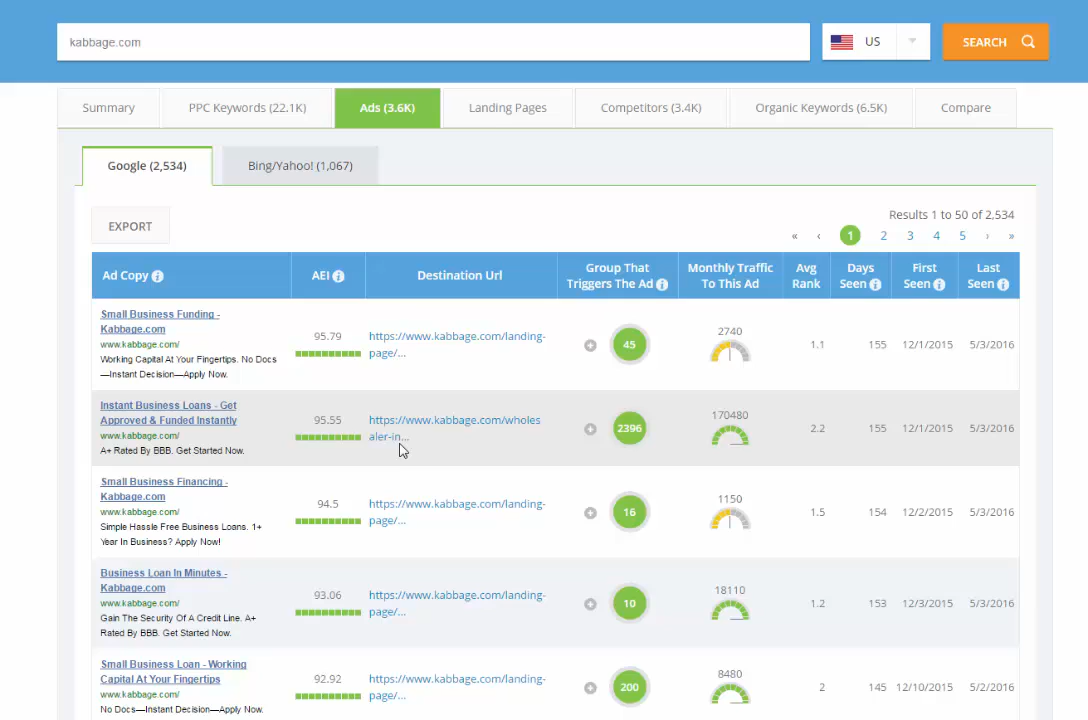 kabbage.com
US
SEARCH
Summary
PPC Keywords (22.1K)
Ads (3.6K)
Landing Pages
Competitors (3.4K)
Organic Keywords (6.5K)
Compare
Google (2,534)
Bing/Yahoo! (1,067)
EXPORT
Results 1 to 50 of 2,534
« ‹ 1 2 3 4 5 › »
Ad Copy
AEI
Destination Url
Group That
Triggers The Ad
Monthly Traffic
To This Ad
Avg
Rank
Days
Seen
First
Seen
Last
Seen
Small Business Funding -
Kabbage.com
www.kabbage.com/
Working Capital At Your Fingertips. No Docs
—Instant Decision—Apply Now.
95.79
https://www.kabbage.com/landing-
page/...
45
2740
1.1
155
12/1/2015
5/3/2016
Instant Business Loans - Get
Approved & Funded Instantly
www.kabbage.com/
A+ Rated By BBB. Get Started Now.
95.55
https://www.kabbage.com/wholes
aler-in...
2396
170480
2.2
155
12/1/2015
5/3/2016
Small Business Financing -
Kabbage.com
www.kabbage.com/
Simple Hassle Free Business Loans. 1+
Year In Business? Apply Now!
94.5
https://www.kabbage.com/landing-
page/...
16
1150
1.5
154
12/2/2015
5/3/2016
Business Loan In Minutes -
Kabbage.com
www.kabbage.com/
Gain The Security Of A Credit Line. A+
Rated By BBB. Get Started Now.
93.06
https://www.kabbage.com/landing-
page/...
10
18110
1.2
153
12/3/2015
5/3/2016
Small Business Loan - Working
Capital At Your Fingertips
www.kabbage.com/
No Docs—Instant Decision—Apply Now.
92.92
https://www.kabbage.com/landing-
page/...
200
8480
2
145
12/10/2015
5/2/2016